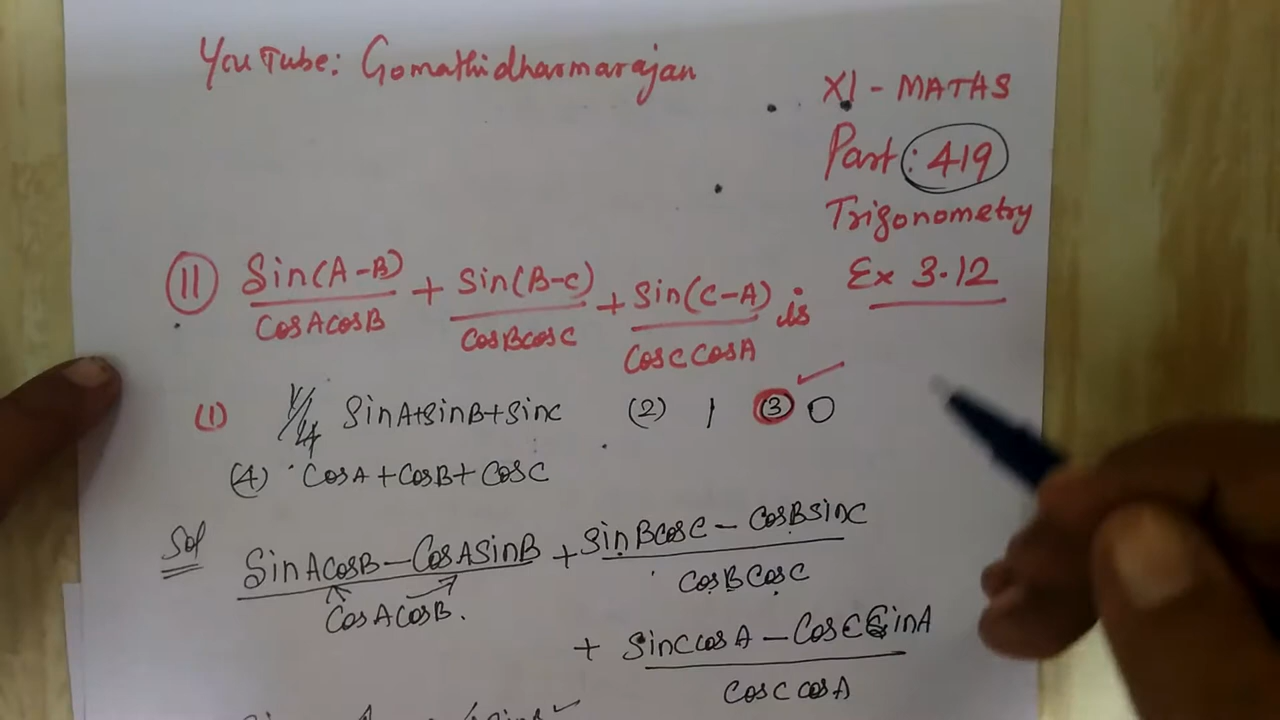 YouTube: Gomathidharmarajan
XI - MATHS
Part : 419
Trigonometry
Ex 3.12
11 Sin(A-B) + Sin(B-C) + Sin(C-A) is
CosAcosB CosBcosC CosCCosA
(1) 1/4 SinA+SinB+SinC (2) 1 (3) 0
(4) CosA+CosB+CosC
Sol
SinACosB - CosASinB + SinBCosC - CosBSinC
CosACosB. CosBCosC
+ SinCCosA - CosCSinA
CosCCosA